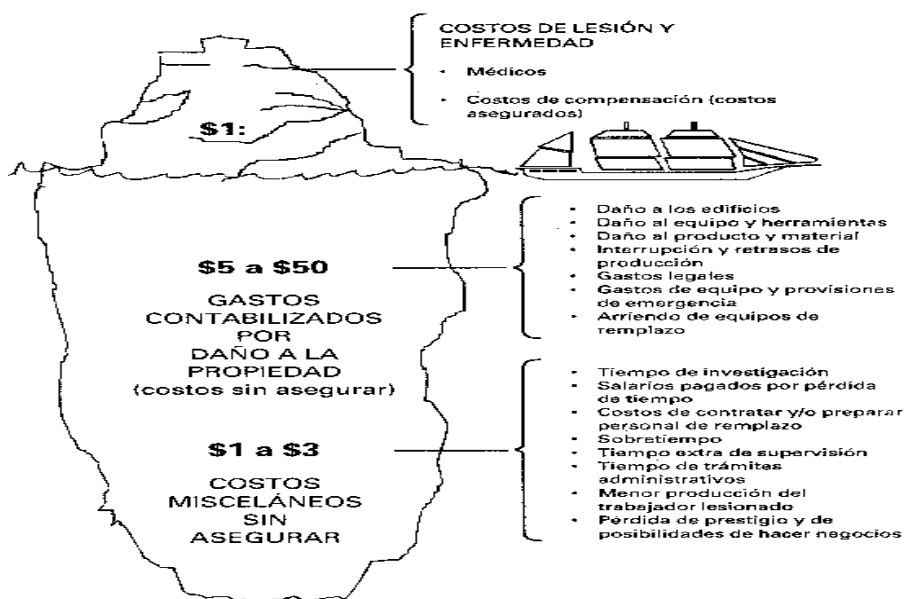 COSTOS DE LESIÓN Y
ENFERMEDAD
• Médicos
• Costos de compensación (costos
asegurados)
$1:
• Daño a los edificios
• Daño al equipo y herramientas
• Daño al producto y material
• Interrupción y retrasos de
producción
• Gastos legales
• Gastos de equipo y provisiones
de emergencia
• Arriendo de equipos de
remplazo
$5 a $50
GASTOS
CONTABILIZADOS
POR
DAÑO A LA
PROPIEDAD
(costos sin asegurar)
• Tiempo de investigación
• Salarios pagados por pérdida
de tiempo
• Costos de contratar y/o preparar
personal de remplazo
• Sobretiempo
• Tiempo extra de supervisión
• Tiempo de trámites
administrativos
• Menor producción del
trabajador lesionado
• Pérdida de prestigio y de
posibilidades de hacer negocios
$1 a $3
COSTOS
MISCELÁNEOS
SIN
ASEGURAR